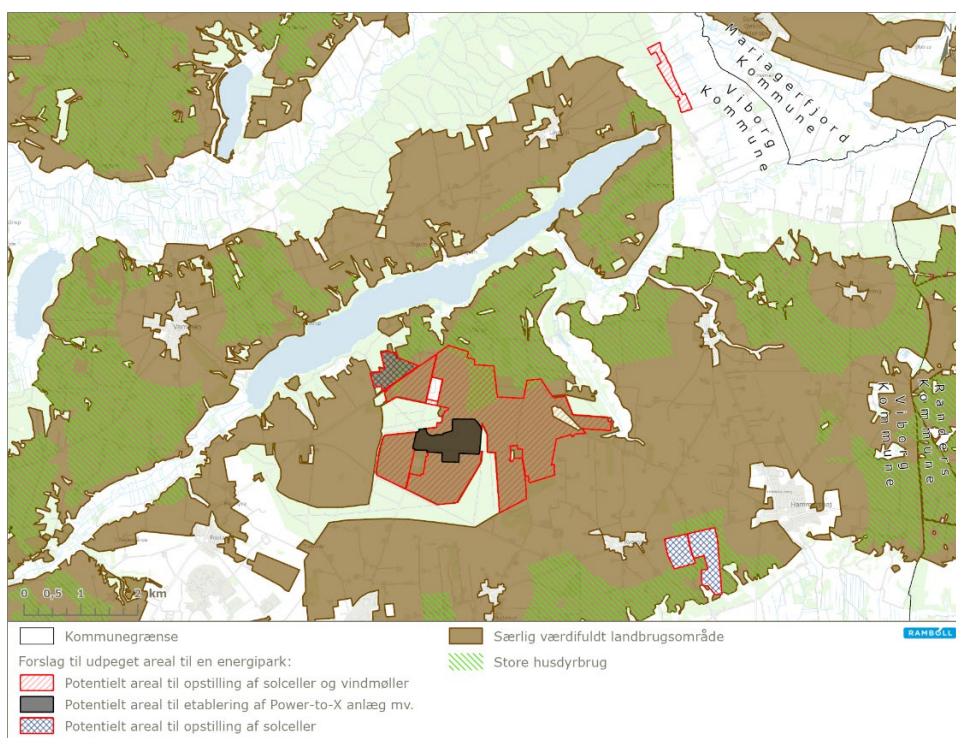 N
Mariagerfjord
Kommune
Viborg
Kommune
Viborg
Kommune
Randers
Kommune
0 0,5 1 2 km
Kommunegrænse
Forslag til udpeget areal til en energipark:
Potentielt areal til opstilling af solceller og vindmøller
Potentielt areal til etablering af Power-to-X anlæg mv.
Potentielt areal til opstilling af solceller
Særlig værdifuldt landbrugsområde
Store husdyrbrug
RAMBOLL